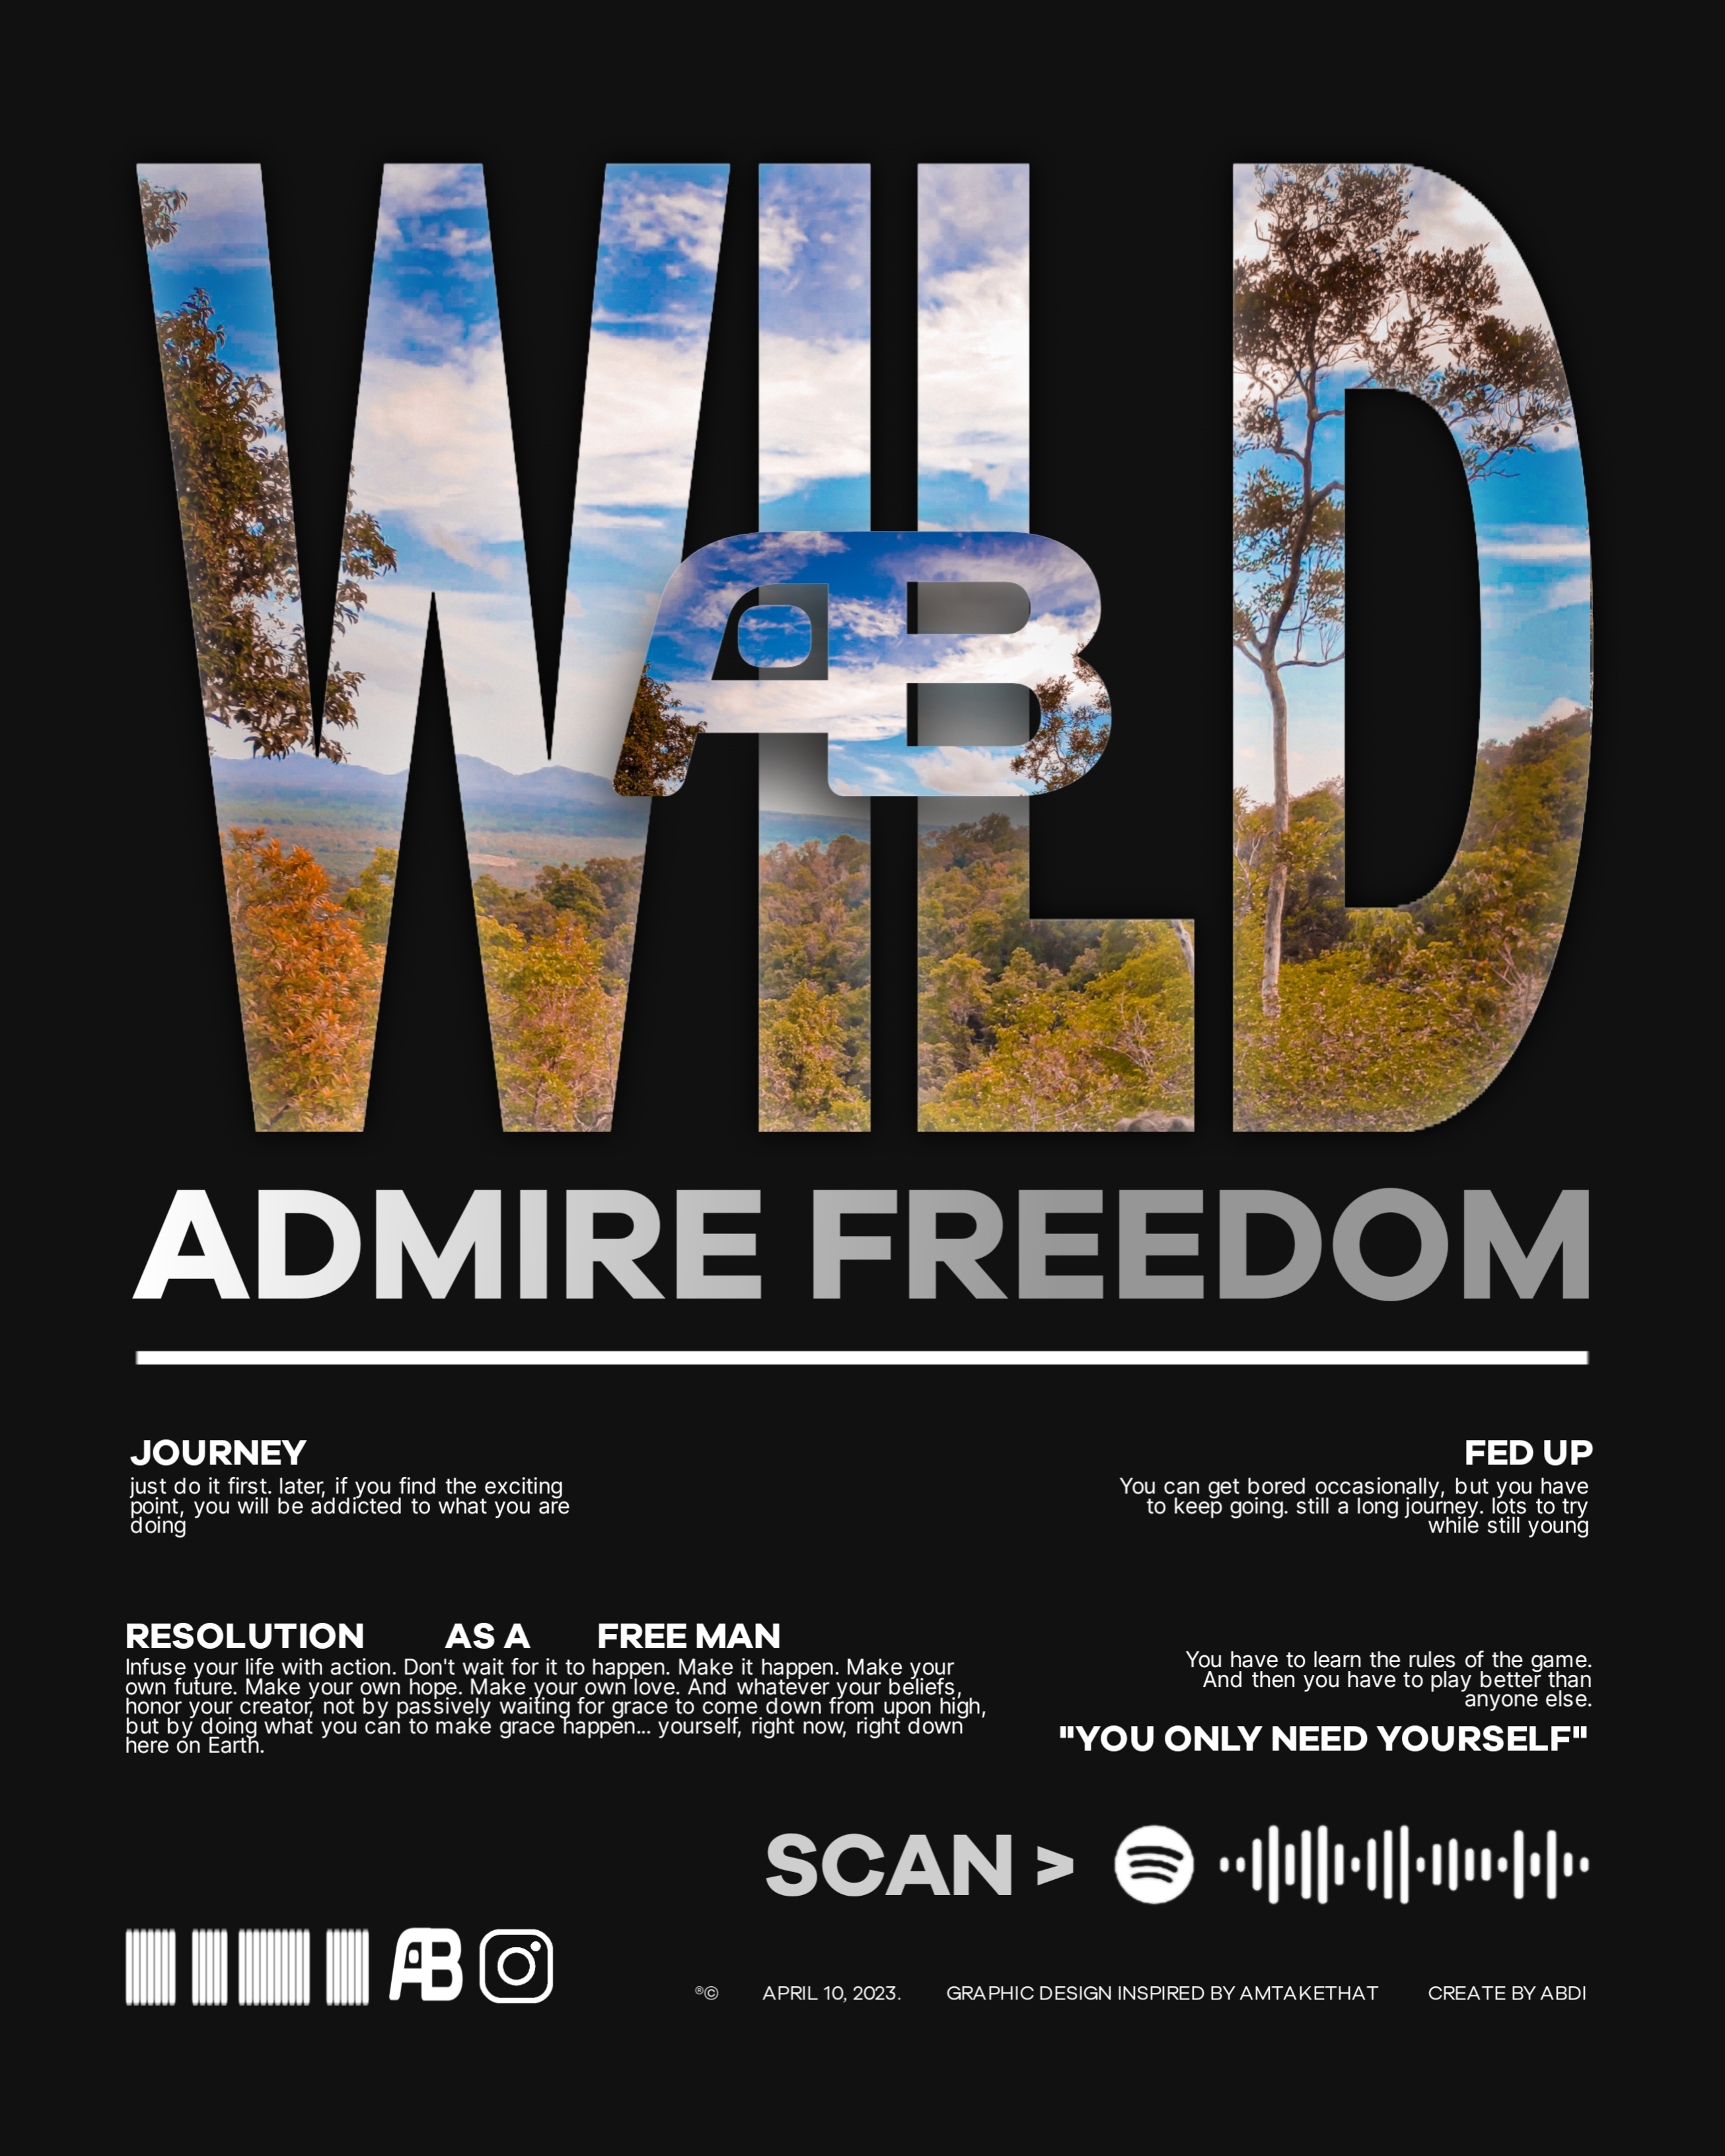 WILD
AB
ADMIRE FREEDOM
JOURNEY
just do it first. later, if you find the exciting
point, you will be addicted to what you are
doing
FED UP
You can get bored occasionally, but you have
to keep going. still a long journey. lots to try
while still young
RESOLUTION AS A FREE MAN
Infuse your life with action. Don't wait for it to happen. Make it happen. Make your
own future. Make your own hope. Make your own love. And whatever your beliefs,
honor your creator, not by passively waiting for grace to come down from upon high,
but by doing what you can to make grace happen... yourself, right now, right down
here on Earth.
You have to learn the rules of the game.
And then you have to play better than
anyone else.
"YOU ONLY NEED YOURSELF"
SCAN >
AB
®© APRIL 10, 2023. GRAPHIC DESIGN INSPIRED BY AMTAKETHAT CREATE BY ABDI